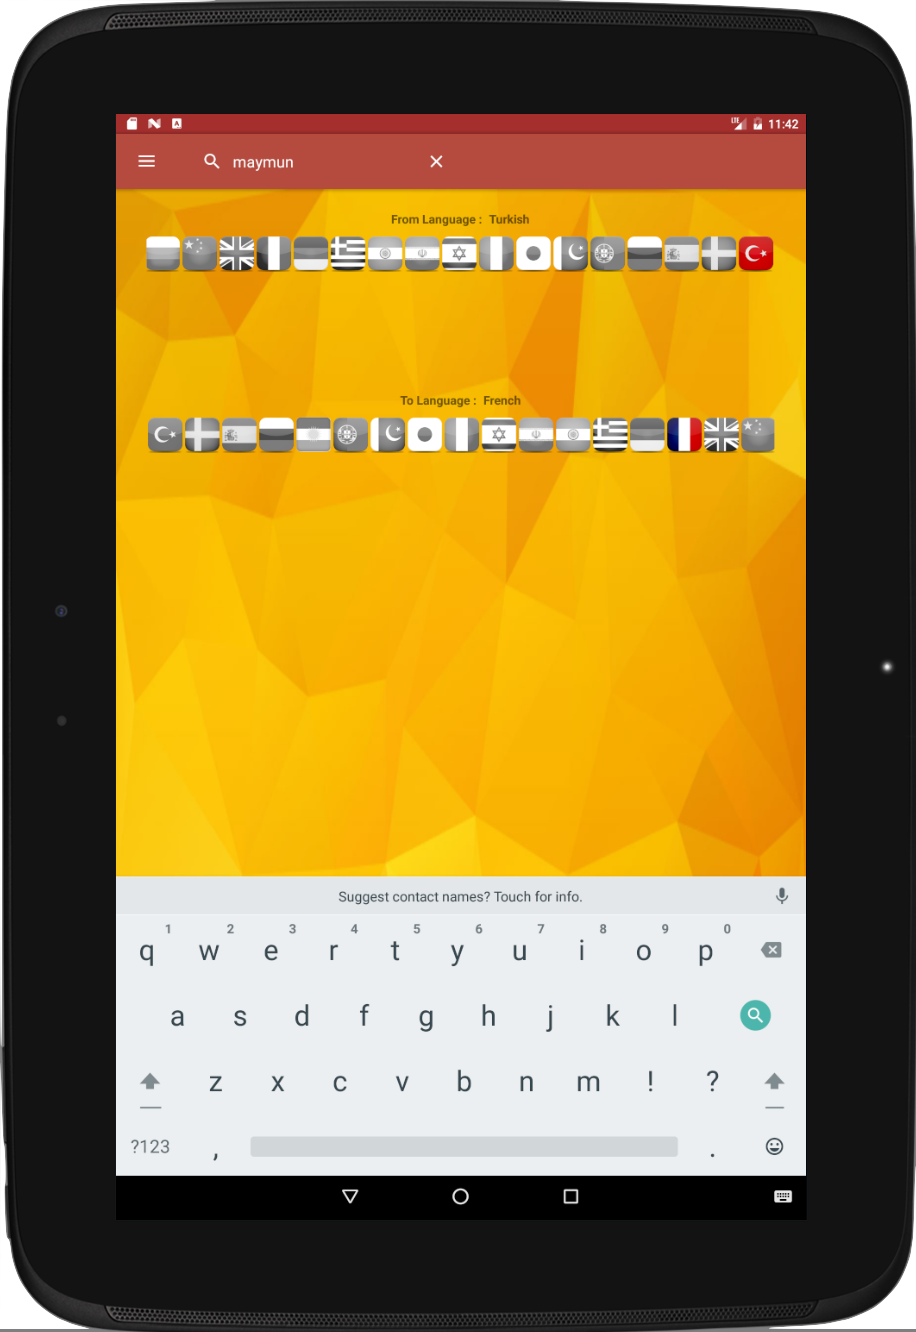 LTE 11:42
maymun
From Language : Turkish
To Language : French
Suggest contact names? Touch for info.
1 2 3 4 5 6 7 8 9 0
q w e r t y u i o p
a s d f g h j k l
z x c v b n m ! ?
?123 , .